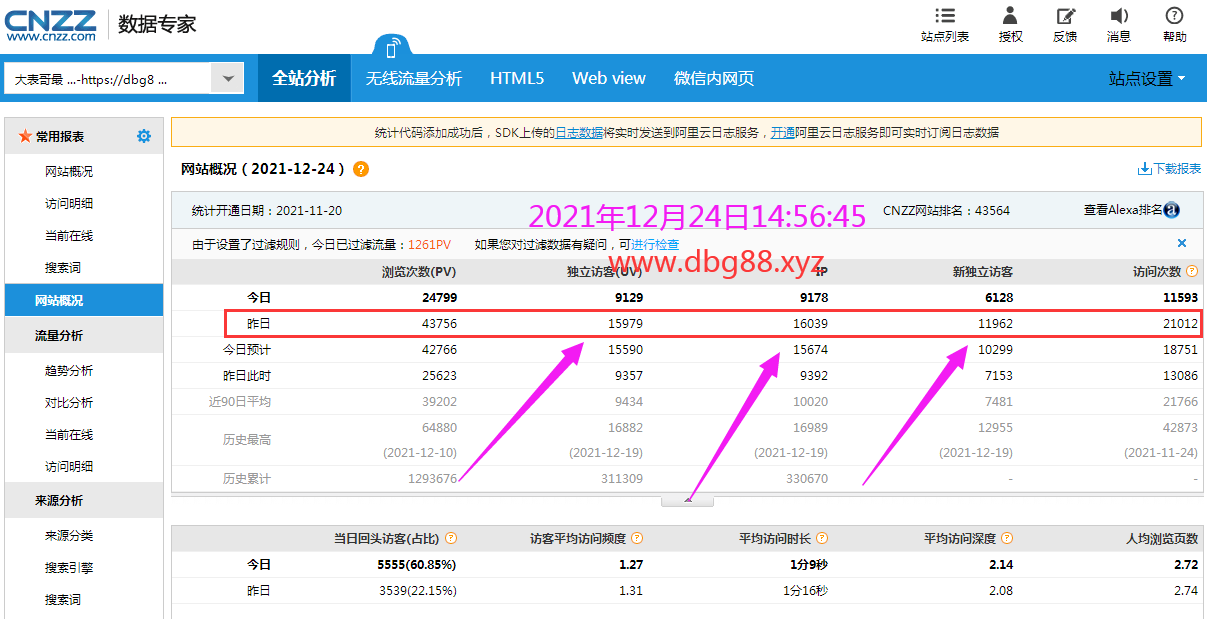 CNZZ 数据专家
www.cnzz.com
站点列表 授权 反馈 消息 帮助
大表哥最 ...-https://dbg8 ... 全站分析 无线流量分析 HTML5 Web view 微信内网页 站点设置
常用报表
网站概况
访问明细
当前在线
搜索词
网站概况
流量分析
趋势分析
对比分析
当前在线
访问明细
来源分析
来源分类
搜索引擎
搜索词
统计代码添加成功后，SDK上传的日志数据将实时发送到阿里云日志服务，开通阿里云日志服务即可实时订阅日志数据
网站概况（2021-12-24） ? 下载报表
统计开通日期：2021-11-20 2021年12月24日14:56:45 CNZZ网站排名：43564 查看Alexa排名 a
由于设置了过滤规则，今日已过滤流量：1261PV 如果您对过滤数据有疑问，可进行检查 ×
www.dbg88.xyz
浏览次数(PV) 独立访客(UV) IP 新独立访客 访问次数 ?
今日 24799 9129 9178 6128 11593
昨日 43756 15979 16039 11962 21012
今日预计 42766 15590 15674 10299 18751
昨日此时 25623 9357 9392 7153 13086
近90日平均 39202 9434 10020 7481 21766
历史最高 64880 16882 16989 12955 42873
(2021-12-10) (2021-12-19) (2021-12-19) (2021-12-19) (2021-11-24)
历史累计 1293676 311309 330670 - -
当日回头访客(占比) ? 访客平均访问频度 ? 平均访问时长 ? 平均访问深度 ? 人均浏览页数
今日 5555(60.85%) 1.27 1分9秒 2.14 2.72
昨日 3539(22.15%) 1.31 1分16秒 2.08 2.74